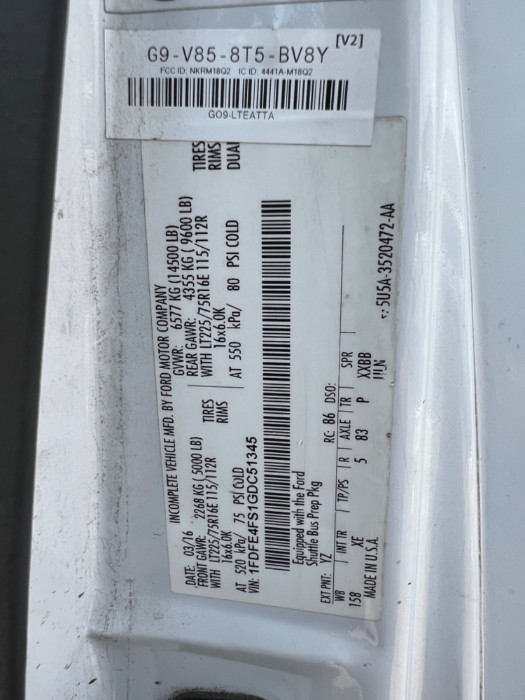 [V2]
G9-V85-8T5-BV8Y
FCC ID: NKRM18Q2 IC ID: 4441A-M18Q2
GO9-LTEATTA
INCOMPLETE VEHICLE MFD. BY FORD MOTOR COMPANY
DATE: 03/16 GVWR: 6577 KG (14500 LB)
FRONT GAWR: 2268 KG (5000 LB) REAR GAWR: 4355 KG (9600 LB)
WITH LT225/75R16E 115/112R TIRES WITH LT225/75R16E 115/112R TIRES
16x6.0K RIMS 16x6.0K RIMS
AT 520 kPa/ 75 PSI COLD AT 550 kPa/ 80 PSI COLD DUAL
VIN: 1FDFE4FS1GDC51345
Equipped with the Ford
Shuttle Bus Prep Pkg
EXT PNT: YZ RC: 86 DSO:
WB INT TR TP/PS R AXLE TR SPR
158 XE 5 83 P XXBB
MADE IN U.S.A.
5U5A-3520472-AA